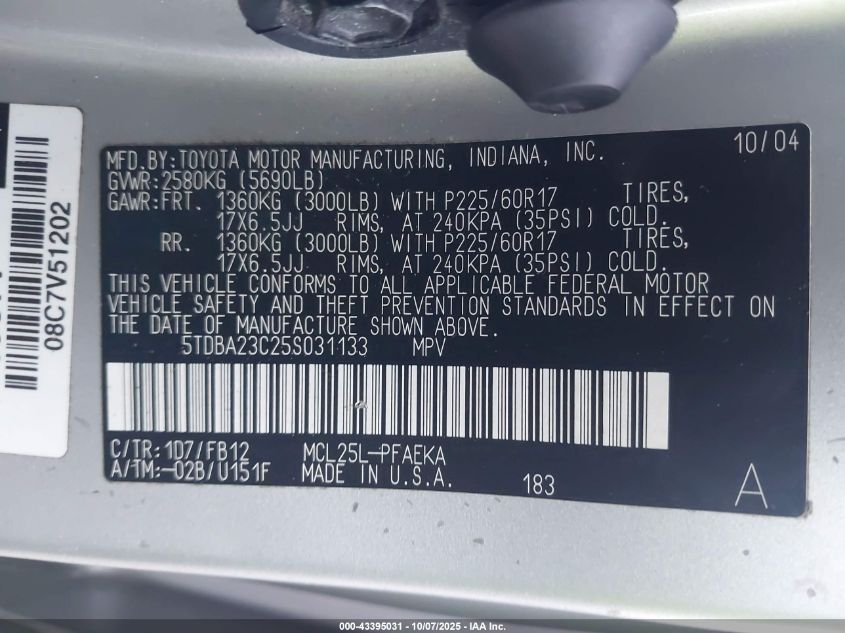 MFD.BY:TOYOTA MOTOR MANUFACTURING, INDIANA, INC. 10/04
GVWR:2580KG (5690LB)
GAWR:FRT. 1360KG (3000LB) WITH P225/60R17 TIRES,
17X6.5JJ RIMS, AT 240KPA (35PSI) COLD.
RR. 1360KG (3000LB) WITH P225/60R17 TIRES,
17X6.5JJ RIMS, AT 240KPA (35PSI) COLD.
THIS VEHICLE CONFORMS TO ALL APPLICABLE FEDERAL MOTOR
VEHICLE SAFETY AND THEFT PREVENTION STANDARDS IN EFFECT ON
THE DATE OF MANUFACTURE SHOWN ABOVE.
5TDBA23C25S031133 MPV
C/TR:1D7/FB12 MCL25L-PFAEKA
A/TM:-02B/U151F MADE IN U.S.A. 183 A
08C7V51202
000-43395031 - 10/07/2025 - IAA Inc.